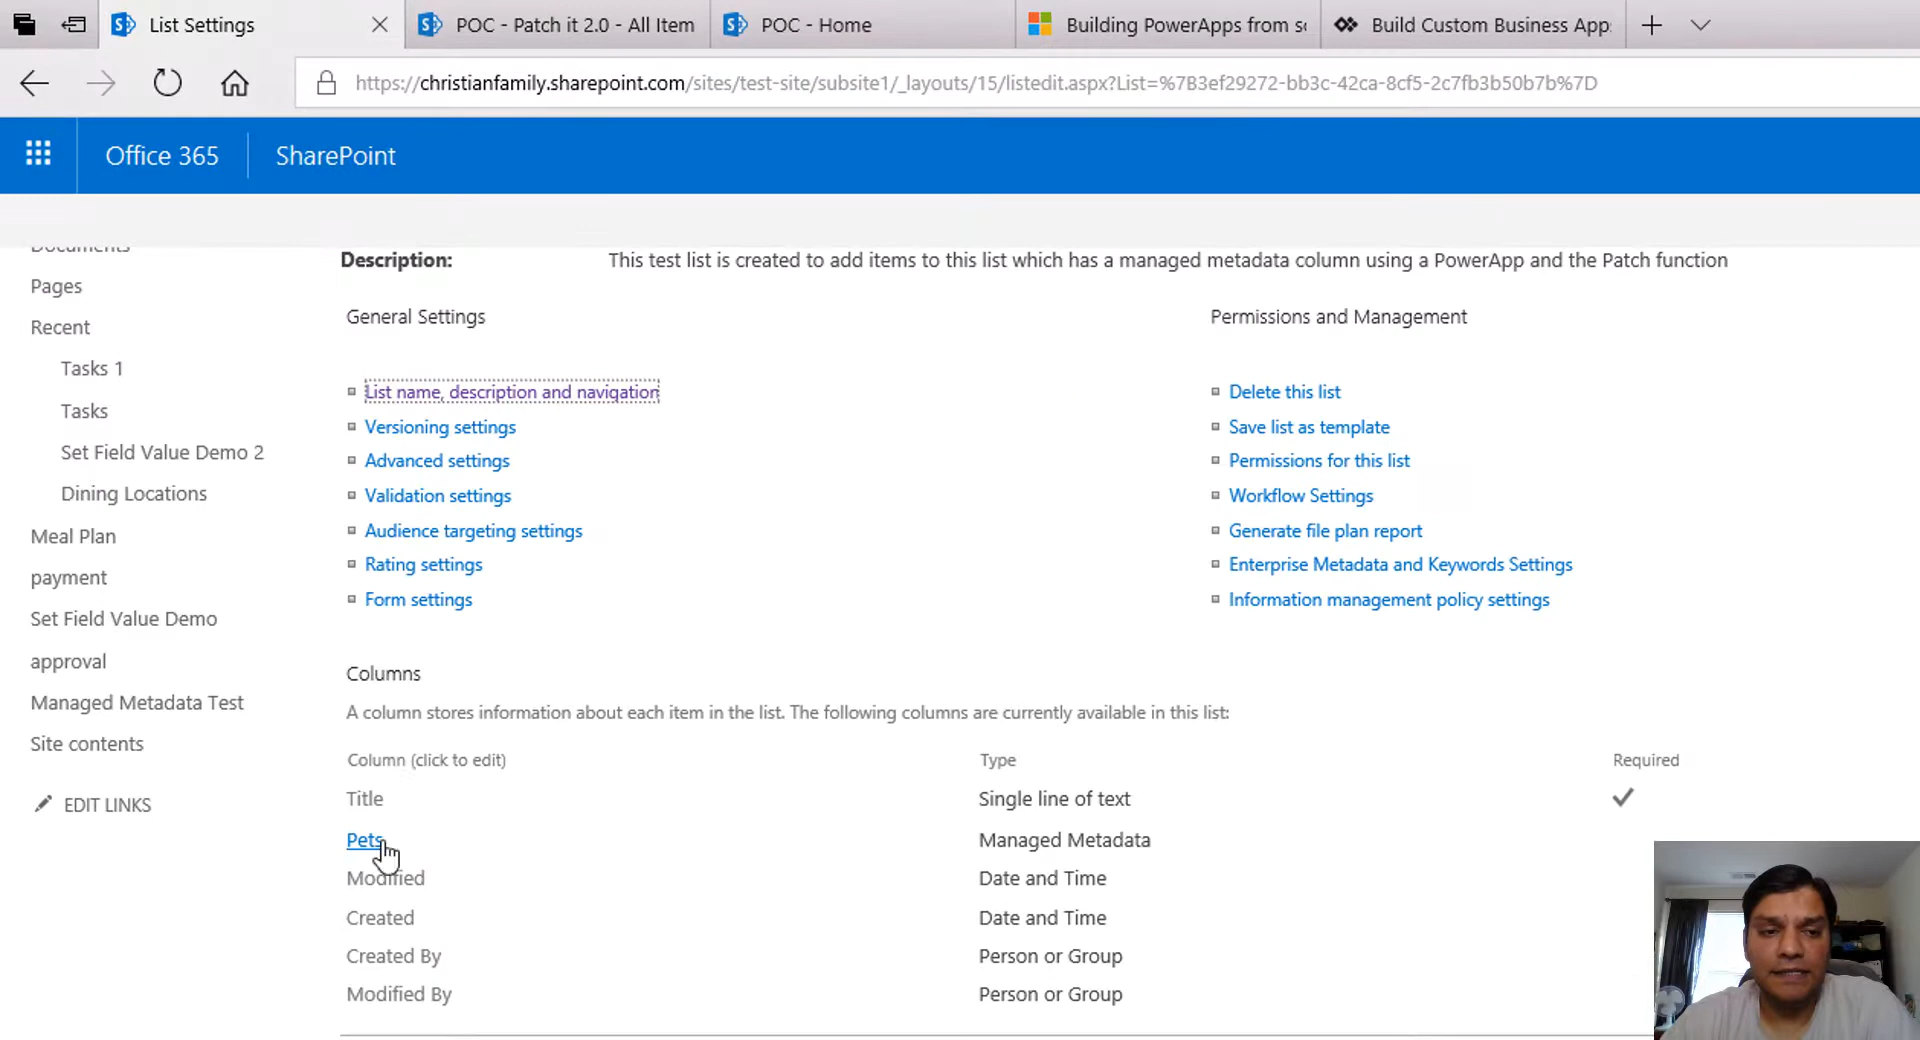 List Settings
POC - Patch it 2.0 - All Item
POC - Home
Building PowerApps from sc
Build Custom Business App
https://christianfamily.sharepoint.com/sites/test-site/subsite1/_layouts/15/listedit.aspx?List=%7B3ef29272-bb3c-42ca-8cf5-2c7fb3b50b7b%7D
Office 365
SharePoint
Documents
Pages
Recent
Tasks 1
Tasks
Set Field Value Demo 2
Dining Locations
Meal Plan
payment
Set Field Value Demo
approval
Managed Metadata Test
Site contents
EDIT LINKS
Description: This test list is created to add items to this list which has a managed metadata column using a PowerApp and the Patch function
General Settings
List name, description and navigation
Versioning settings
Advanced settings
Validation settings
Audience targeting settings
Rating settings
Form settings
Permissions and Management
Delete this list
Save list as template
Permissions for this list
Workflow Settings
Generate file plan report
Enterprise Metadata and Keywords Settings
Information management policy settings
Columns
A column stores information about each item in the list. The following columns are currently available in this list:
Column (click to edit) Type Required
Title Single line of text
Pets Managed Metadata
Modified Date and Time
Created Date and Time
Created By Person or Group
Modified By Person or Group